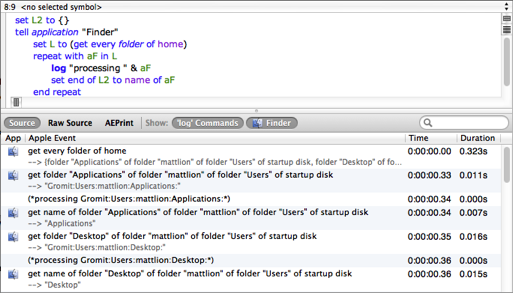 8:9 <no selected symbol>
set L2 to {}
tell application "Finder"
set L to (get every folder of home)
repeat with aF in L
log "processing " & aF
set end of L2 to name of aF
end repeat
Source Raw Source AEPrint Show: 'log' Commands Finder
App Apple Event Time Duration
get every folder of home 0:00:00.00 0.323s
--> {folder "Applications" of folder "mattlion" of folder "Users" of startup disk, folder "Desktop" of fo...
get folder "Applications" of folder "mattlion" of folder "Users" of startup disk 0:00:00.33 0.011s
--> "Gromit:Users:mattlion:Applications:"
(*processing Gromit:Users:mattlion:Applications:*) 0:00:00.34 0.000s
get name of folder "Applications" of folder "mattlion" of folder "Users" of startup disk 0:00:00.34 0.007s
--> "Applications"
get folder "Desktop" of folder "mattlion" of folder "Users" of startup disk 0:00:00.35 0.016s
--> "Gromit:Users:mattlion:Desktop:"
(*processing Gromit:Users:mattlion:Desktop:*) 0:00:00.36 0.000s
get name of folder "Desktop" of folder "mattlion" of folder "Users" of startup disk 0:00:00.36 0.015s
--> "Desktop"